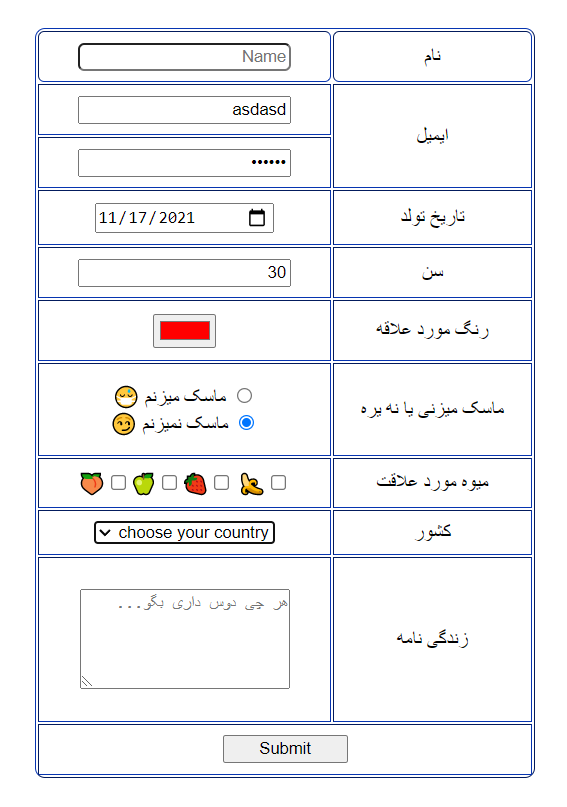 نام
Name
ایمیل
asdasd
••••••
تاریخ تولد
11/17/2021
سن
30
رنگ مورد علاقه
ماسک میزنی یا نه یره
ماسک میزنم
ماسک نمیزنم
میوه مورد علاقت
کشور
choose your country
زندگی نامه
هر چی دوس داری بگو...
Submit